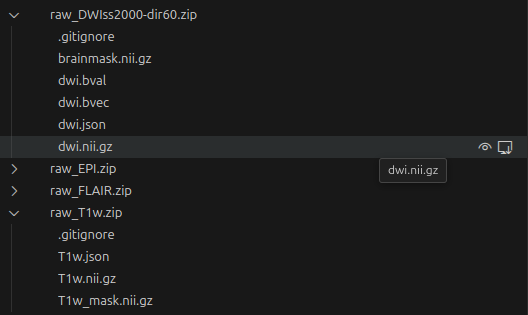 raw_DWIss2000-dir60.zip
.gitignore
brainmask.nii.gz
dwi.bval
dwi.bvec
dwi.json
dwi.nii.gz
raw_EPI.zip
dwi.nii.gz
raw_FLAIR.zip
raw_T1w.zip
.gitignore
T1w.json
T1w.nii.gz
T1w_mask.nii.gz